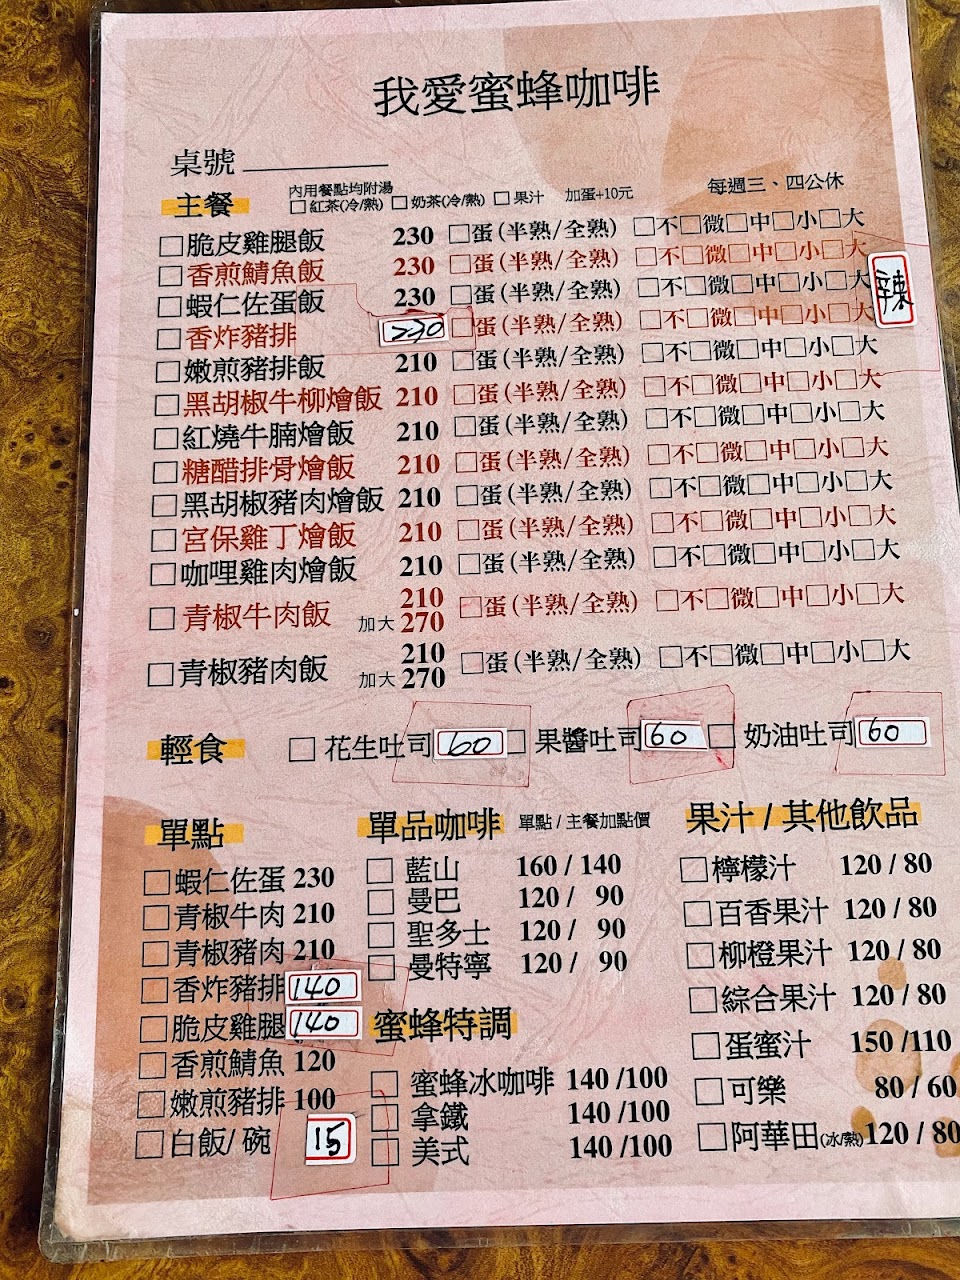 我愛蜜蜂咖啡
桌號
主餐 內用餐點均附湯 每週三、四公休
□紅茶(冷/熱) □奶茶(冷/熱) □果汁 加蛋+10元
□脆皮雞腿飯 230 □蛋(半熟/全熟) □不□微□中□小□大
□香煎鯖魚飯 230 □蛋(半熟/全熟) □不□微□中□小□大
辣
□蝦仁佐蛋飯 230 □蛋(半熟/全熟) □不□微□中□小□大
□香炸豬排 230 □蛋(半熟/全熟) □不□微□中□小□大
□嫩煎豬排飯 210 □蛋(半熟/全熟) □不□微□中□小□大
□黑胡椒牛柳燴飯 210 □蛋(半熟/全熟) □不□微□中□小□大
□紅燒牛腩燴飯 210 □蛋(半熟/全熟) □不□微□中□小□大
□糖醋排骨燴飯 210 □蛋(半熟/全熟) □不□微□中□小□大
□黑胡椒豬肉燴飯 210 □蛋(半熟/全熟) □不□微□中□小□大
□宮保雞丁燴飯 210 □蛋(半熟/全熟) □不□微□中□小□大
□咖哩雞肉燴飯 210 □蛋(半熟/全熟) □不□微□中□小□大
□青椒牛肉飯 210 □蛋(半熟/全熟) □不□微□中□小□大
加大 270
□青椒豬肉飯 210 □蛋(半熟/全熟) □不□微□中□小□大
加大 270
輕食 □花生吐司 60 □果醬吐司 60 □奶油吐司 60
單點
□蝦仁佐蛋 230
□青椒牛肉 210
□青椒豬肉 210
□香炸豬排 140
□脆皮雞腿 140
□香煎鯖魚 120
□嫩煎豬排 100
□白飯/碗 15
單品咖啡 單點/主餐加點價
□藍山 160 / 140
□曼巴 120 / 90
□聖多士 120 / 90
□曼特寧 120 / 90
蜜蜂特調
□蜜蜂冰咖啡 140 /100
□拿鐵 140 /100
□美式 140 /100
果汁/其他飲品
□檸檬汁 120 / 80
□百香果汁 120 / 80
□柳橙果汁 120 / 80
□綜合果汁 120 / 80
□蛋蜜汁 150 /110
□可樂 80 / 60
□阿華田(冰/熱) 120 / 80